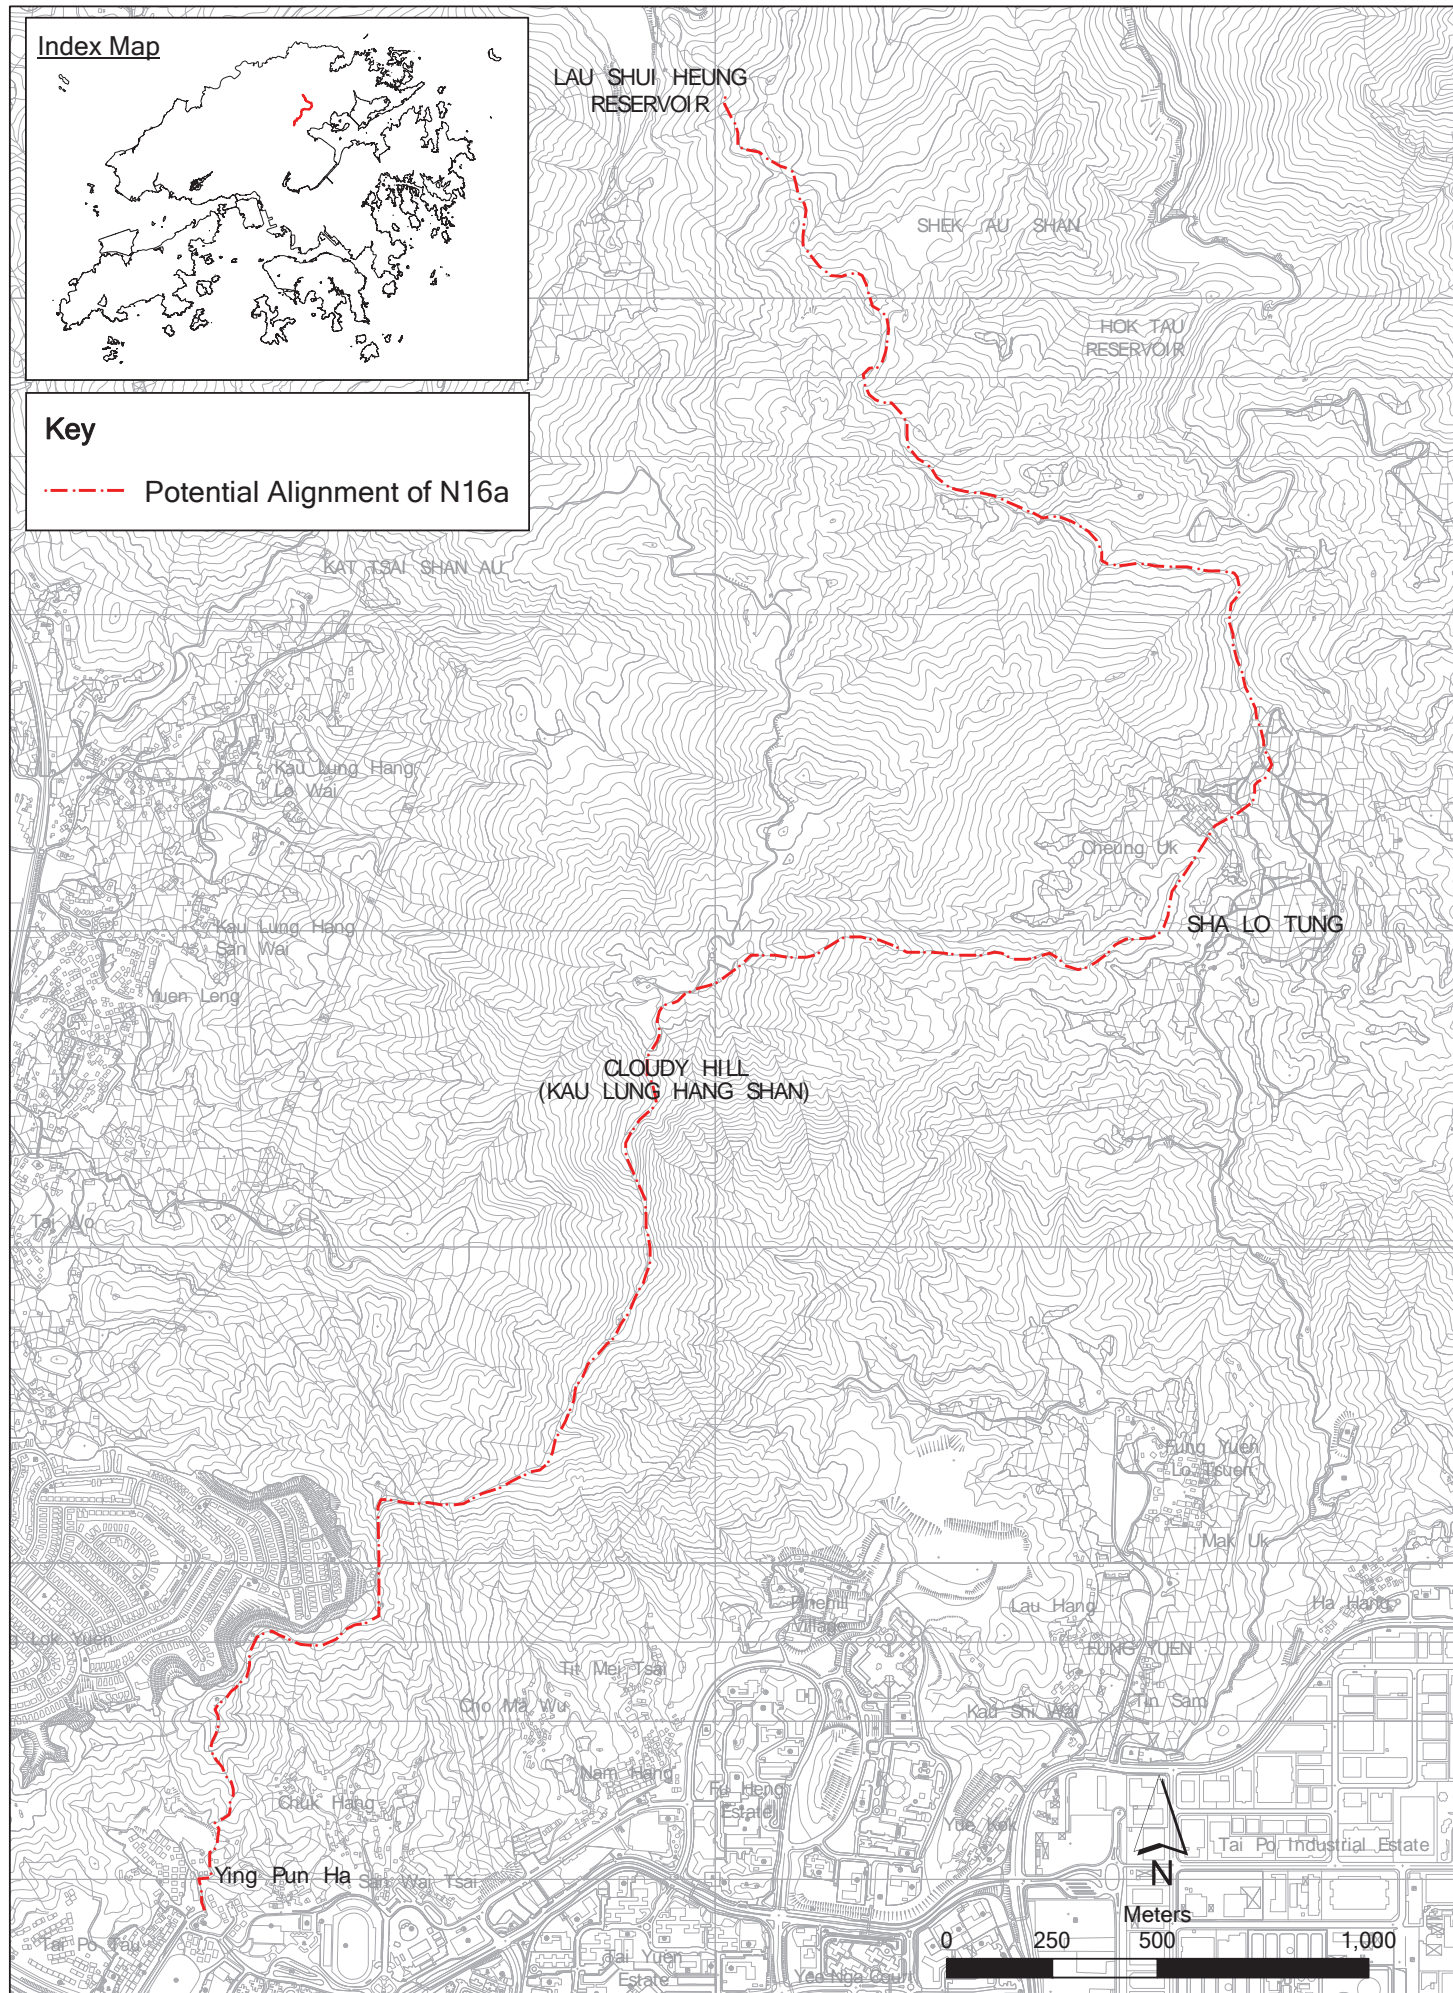 Index Map
LAU SHUI HEUNG
RESERVOIR
SHEK AU SHAN
HOK TAU
RESERVOIR
Key
Potential Alignment of N16a
KAT TSAI SHAN AU
Kau Lung Hang
Lo Wai
Cheung Uk
Kau Lung Hang
San Wai
SHA LO TUNG
Yuen Leng
CLOUDY HILL
(KAU LUNG HANG SHAN)
Tai Wo
Fung Yuen
Lo Tsuen
Mak Uk
Pinehill
Village
Lau Hang
Ha Hang
g Lok Yuen
FUNG YUEN
Tit Mei Tsai
Cho Ma Wu
Kau Shi Wai
Tin Sam
Nam Hang
Fu Heng
Estate
Chuk Hang
Yue Kok
Tai Po Industrial Estate
Ying Pun Ha
San Wai Tsai
N
Meters
0 250 500 1,000
Tai Po Tau
Tai Yuen
Estate
Yee Nga Court